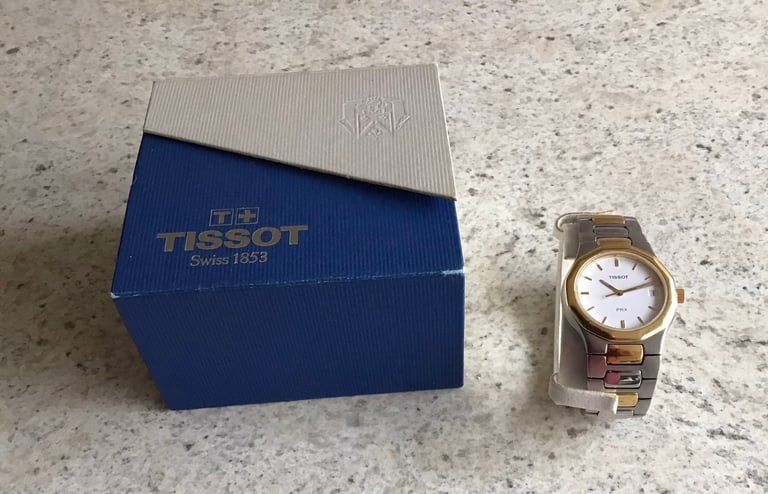 T+
TISSOT
Swiss 1853
TISSOT
PRX